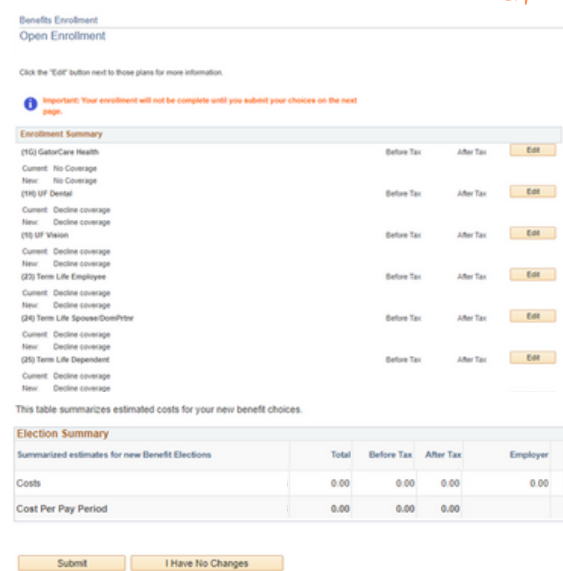 Benefits Enrollment
Open Enrollment
Click the "Edit" button next to those plans for more information.
Important: Your enrollment will not be complete until you submit your choices on the next
page.
Enrollment Summary
(1G) GatorCare Health Before Tax After Tax Edit
Current: No Coverage
New: No Coverage
(1H) UF Dental Before Tax After Tax Edit
Current: Decline coverage
New: Decline coverage
(1I) UF Vision Before Tax After Tax Edit
Current: Decline coverage
New: Decline coverage
(23) Term Life Employee Before Tax After Tax Edit
Current: Decline coverage
New: Decline coverage
(24) Term Life Spouse/DomPrtnr Before Tax After Tax Edit
Current: Decline coverage
New: Decline coverage
(25) Term Life Dependent Before Tax After Tax Edit
Current: Decline coverage
New: Decline coverage
This table summarizes estimated costs for your new benefit choices.
Election Summary
Summarized estimates for new Benefit Elections Total Before Tax After Tax Employer
Costs 0.00 0.00 0.00 0.00
Cost Per Pay Period 0.00 0.00 0.00
Submit I Have No Changes